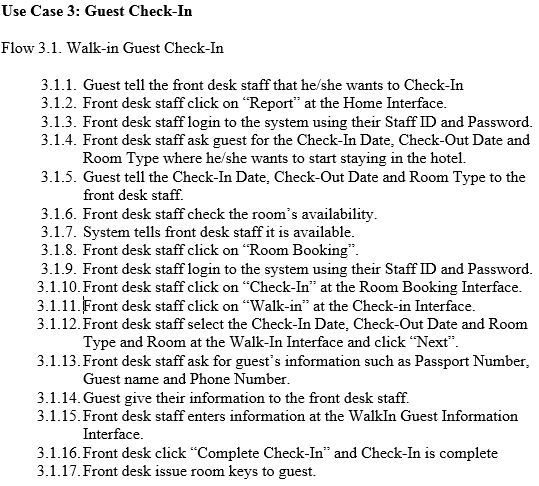 Use Case 3: Guest Check-In
Flow 3.1. Walk-in Guest Check-In
3.1.1. Guest tell the front desk staff that he/she wants to Check-In
3.1.2. Front desk staff click on “Report” at the Home Interface.
3.1.3. Front desk staff login to the system using their Staff ID and Password.
3.1.4. Front desk staff ask guest for the Check-In Date, Check-Out Date and
Room Type where he/she wants to start staying in the hotel.
3.1.5. Guest tell the Check-In Date, Check-Out Date and Room Type to the
front desk staff.
3.1.6. Front desk staff check the room’s availability.
3.1.7. System tells front desk staff it is available.
3.1.8. Front desk staff click on “Room Booking”.
3.1.9. Front desk staff login to the system using their Staff ID and Password.
3.1.10. Front desk staff click on “Check-In” at the Room Booking Interface.
3.1.11. Front desk staff click on “Walk-in” at the Check-in Interface.
3.1.12. Front desk staff select the Check-In Date, Check-Out Date and Room
Type and Room at the Walk-In Interface and click “Next”.
3.1.13. Front desk staff ask for guest’s information such as Passport Number,
Guest name and Phone Number.
3.1.14. Guest give their information to the front desk staff.
3.1.15. Front desk staff enters information at the WalkIn Guest Information
Interface.
3.1.16. Front desk click “Complete Check-In” and Check-In is complete
3.1.17. Front desk issue room keys to guest.